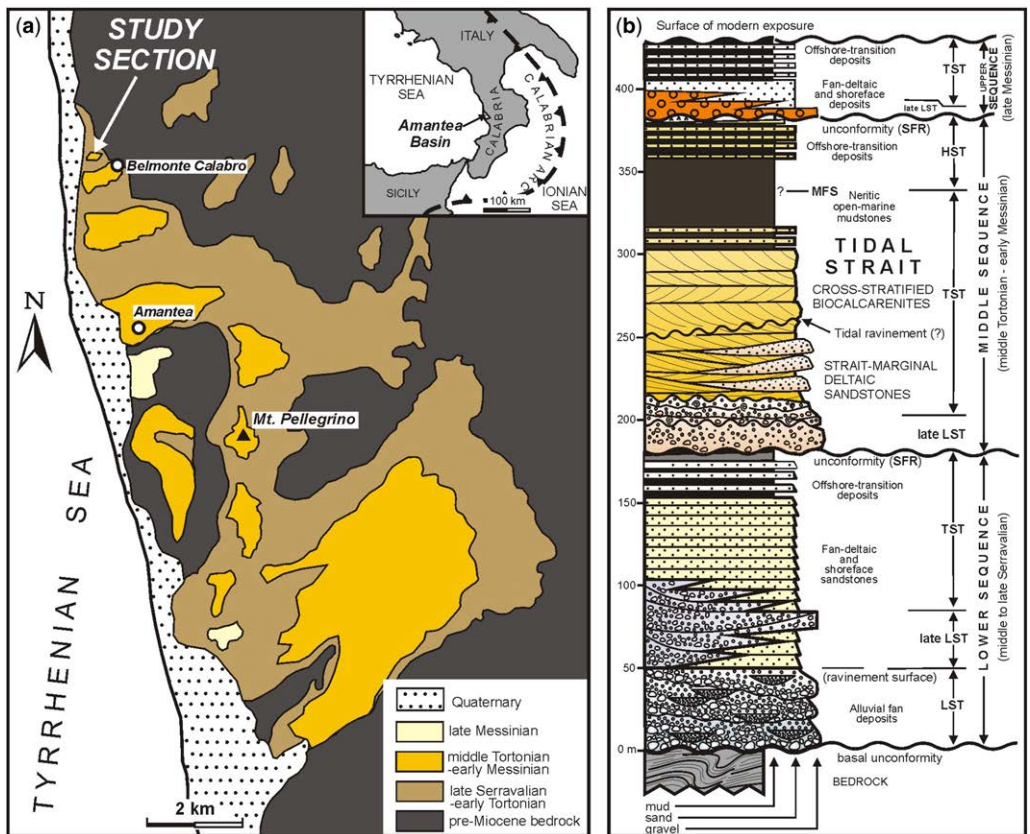 (a)
STUDY
SECTION
Belmonte Calabro
Amantea
Mt. Pellegrino
N
TYRRHENIAN SEA
2 km
ITALY
TYRRHENIAN
SEA
Amantea
Basin
CALABRIA
CALABRIAN ARC
SICILY
IONIAN
SEA
100 km
Quaternary
late Messinian
middle Tortonian
-early Messinian
late Serravalian
-early Tortonian
pre-Miocene bedrock
(b)
Surface of modern exposure
Offshore-transition
deposits
TST
Fan-deltaic
and shoreface
deposits
late LST
UPPER
SEQUENCE
(late Messinian)
400
unconformity (SFR)
Offshore-transition
deposits
HST
350
? MFS
Neritic
open-marine
mudstones
300
TIDAL
STRAIT
CROSS-STRATIFIED
BIOCALCARENITES
TST
250
Tidal ravinement (?)
STRAIT-MARGINAL
DELTAIC
SANDSTONES
200
late LST
MIDDLE SEQUENCE
(middle Tortonian - early Messinian)
unconformity (SFR)
Offshore-transition
deposits
150
TST
Fan-deltaic
and
shoreface
sandstones
100
late LST
50
(ravinement surface)
Alluvial fan
deposits
LST
LOWER SEQUENCE
(middle to late Serravalian)
0 m
basal unconformity
BEDROCK
mud
sand
gravel